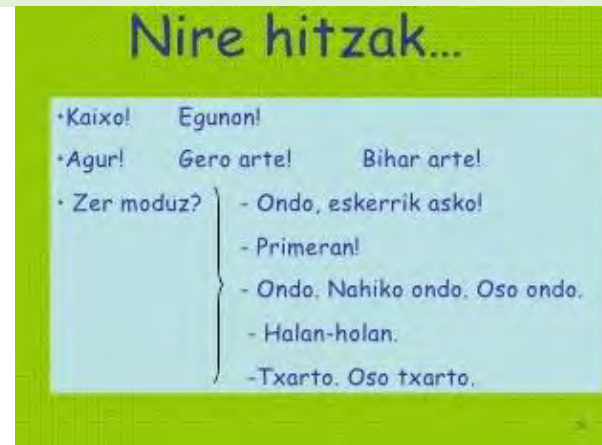 Nire hitzak...
·Kaixo! Egunon!
·Agur! Gero arte! Bihar arte!
· Zer moduz? - Ondo, eskerrik asko!
- Primeran!
- Ondo. Nahiko ondo. Oso ondo.
- Halan-holan.
-Txarto. Oso txarto.